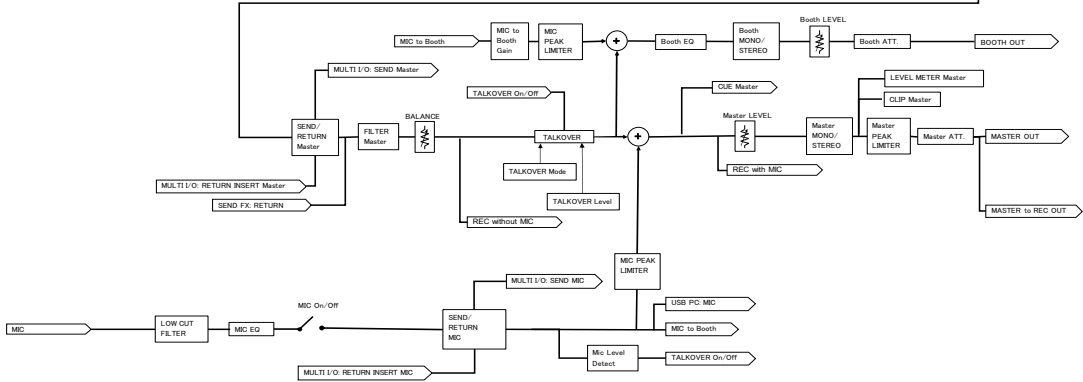 Booth LEVEL
MIC to Booth
MIC to
Booth
Gain
MIC
PEAK
LIMITER
+
Booth EQ
Booth
MONO/
STEREO
Booth ATT.
BOOTH OUT
MULTI I/O: SEND Master
TALKOVER On/Off
CUE Master
LEVEL METER Master
CLIP Master
SEND/
RETURN
Master
FILTER
Master
BALANCE
TALKOVER
+
Master LEVEL
Master
MONO/
STEREO
Master
PEAK
LIMITER
Master ATT.
MASTER OUT
TALKOVER Mode
REC with MIC
MULTI I/O: RETURN INSERT Master
SEND FX: RETURN
TALKOVER Level
REC without MIC
MASTER to REC OUT
MIC PEAK
LIMITER
MULTI I/O: SEND MIC
MIC
LOW CUT
FILTER
MIC EQ
MIC On/Off
SEND/
RETURN
MIC
USB PC: MIC
MIC to Booth
Mic Level
Detect
TALKOVER On/Off
MULTI I/O: RETURN INSERT MIC